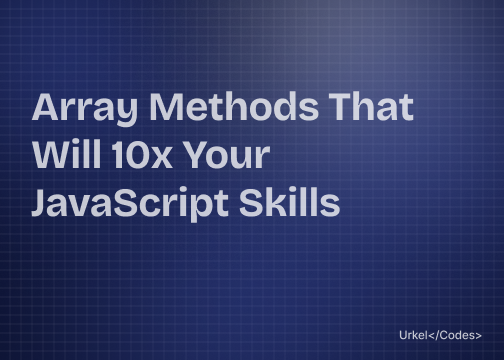 Array Methods That
Will 10x Your
JavaScript Skills
Urkel</Codes>